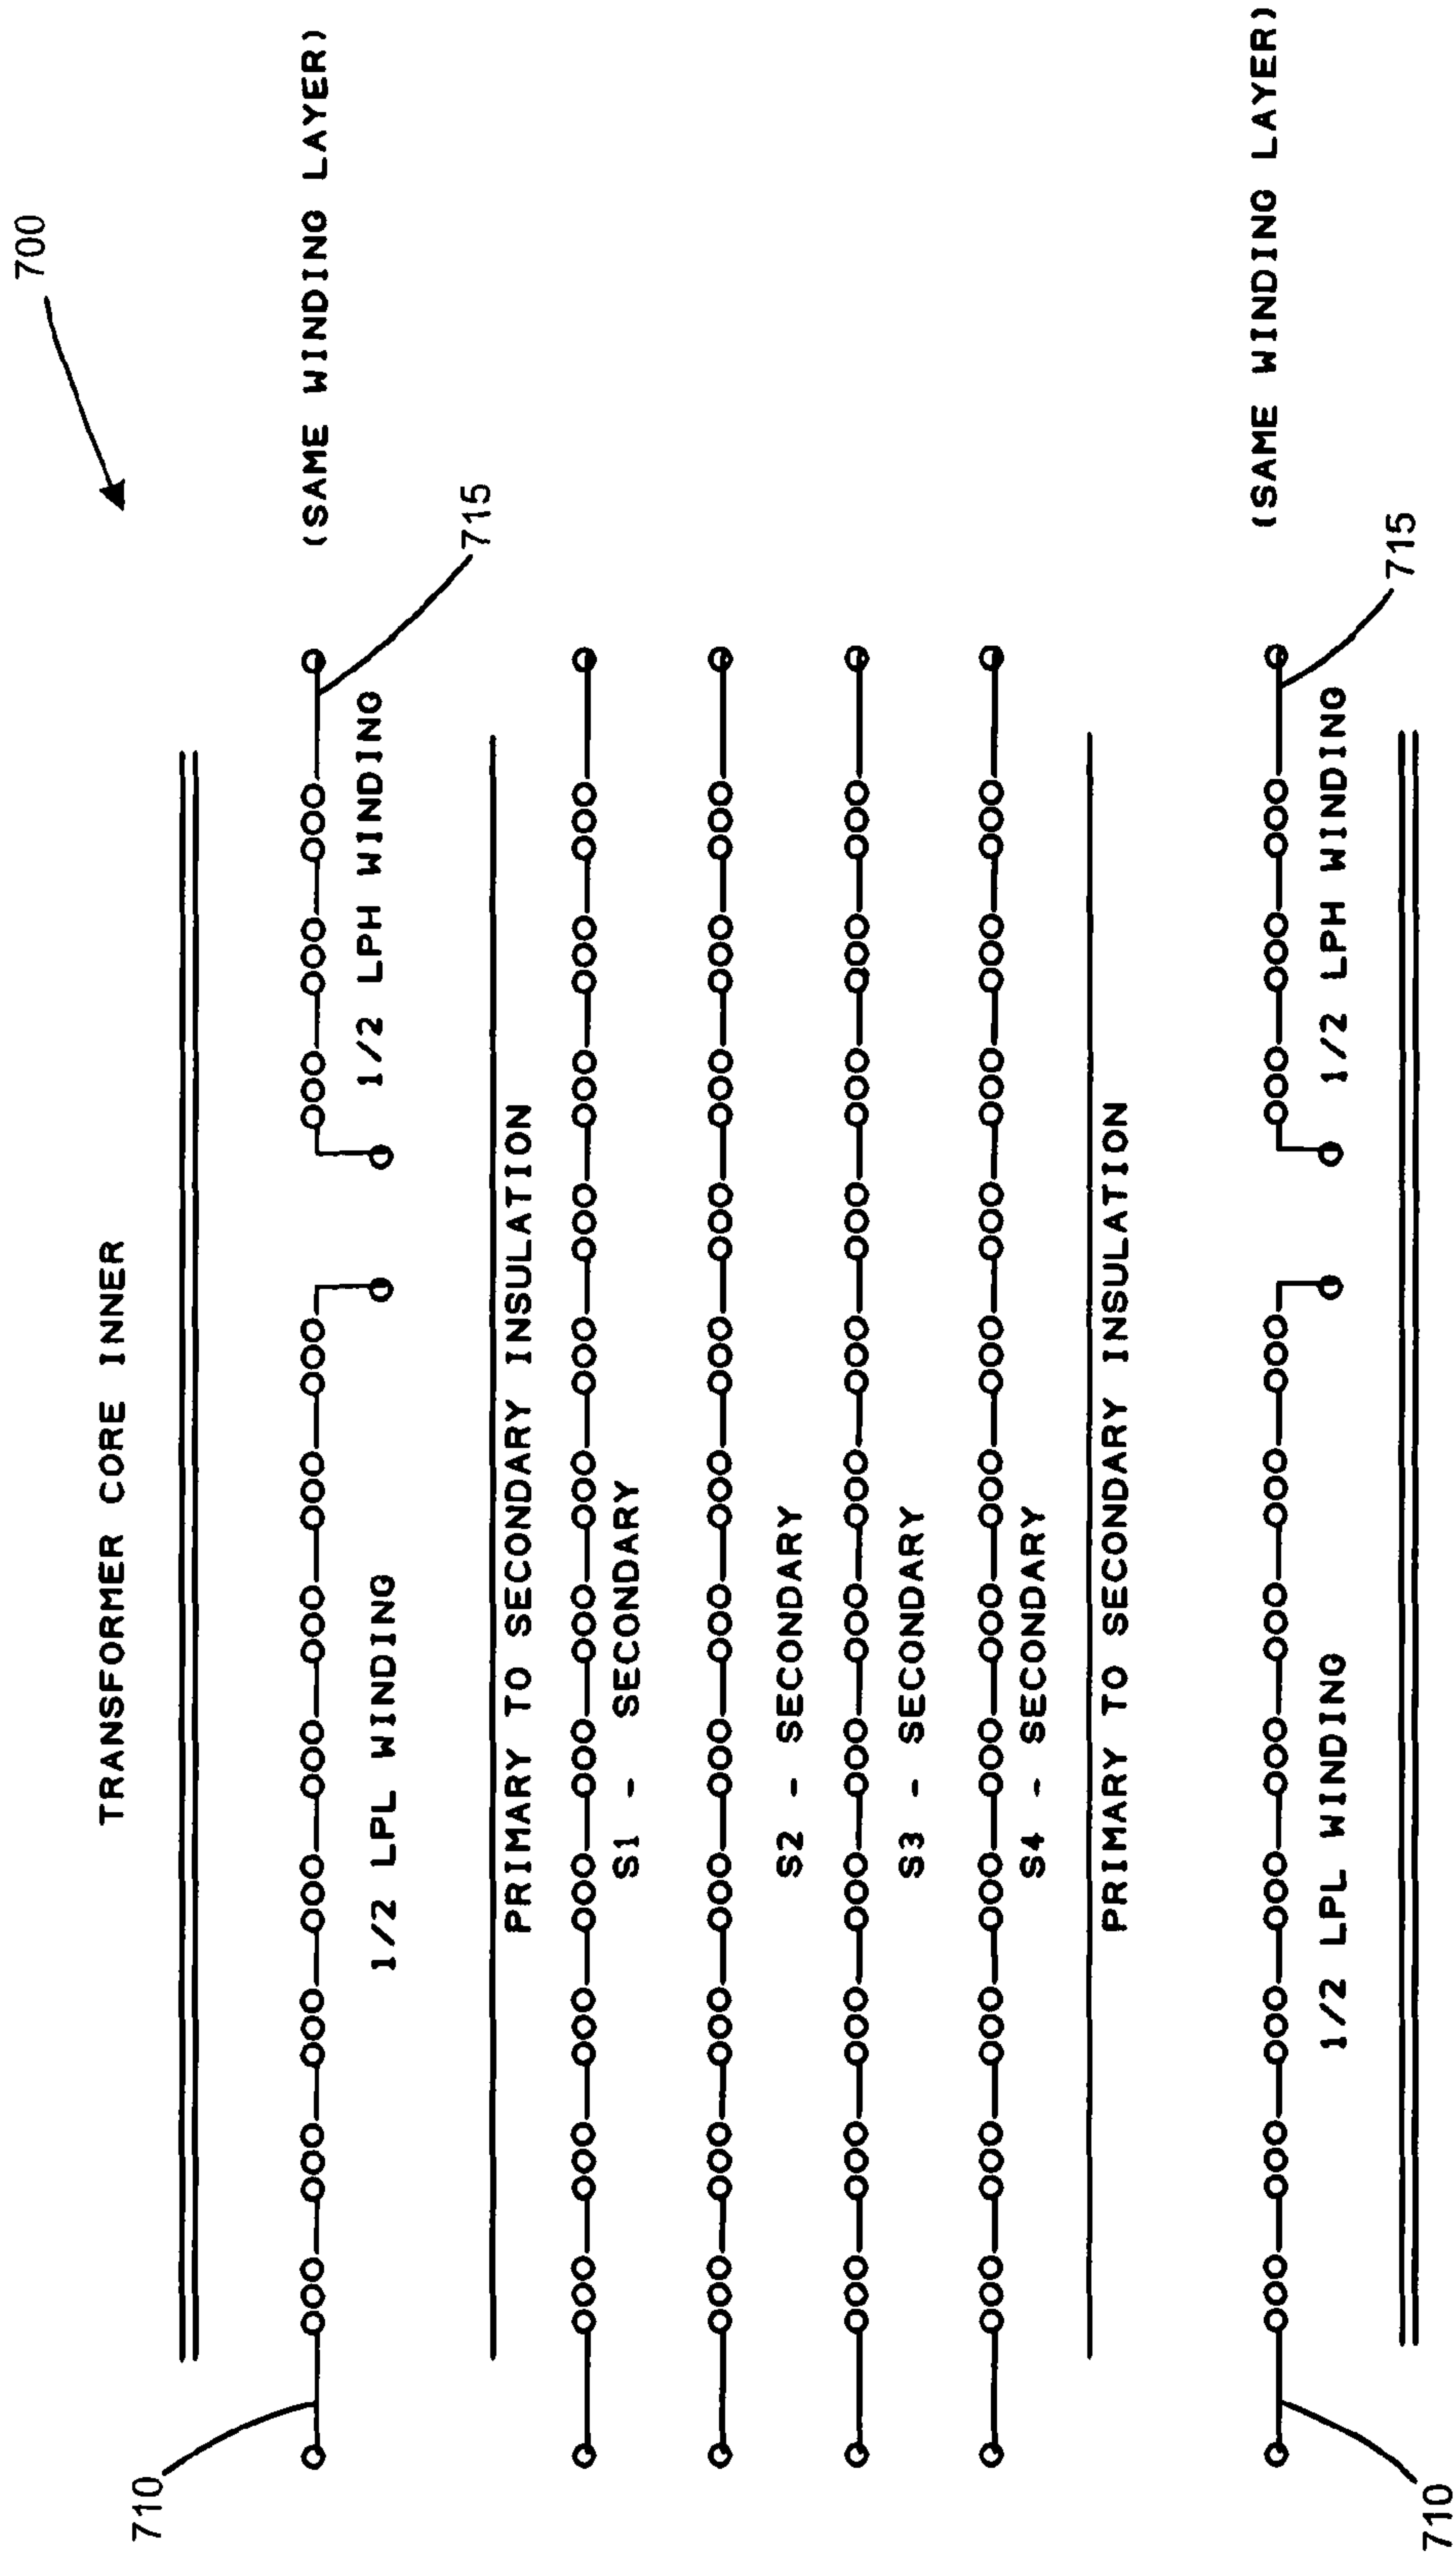 700
TRANSFORMER CORE INNER
(SAME WINDING LAYER)
710
715
1/2 LPL WINDING
1/2 LPH WINDING
PRIMARY TO SECONDARY INSULATION
S1 - SECONDARY
S2 - SECONDARY
S3 - SECONDARY
S4 - SECONDARY
PRIMARY TO SECONDARY INSULATION
(SAME WINDING LAYER)
1/2 LPL WINDING
1/2 LPH WINDING
715
710